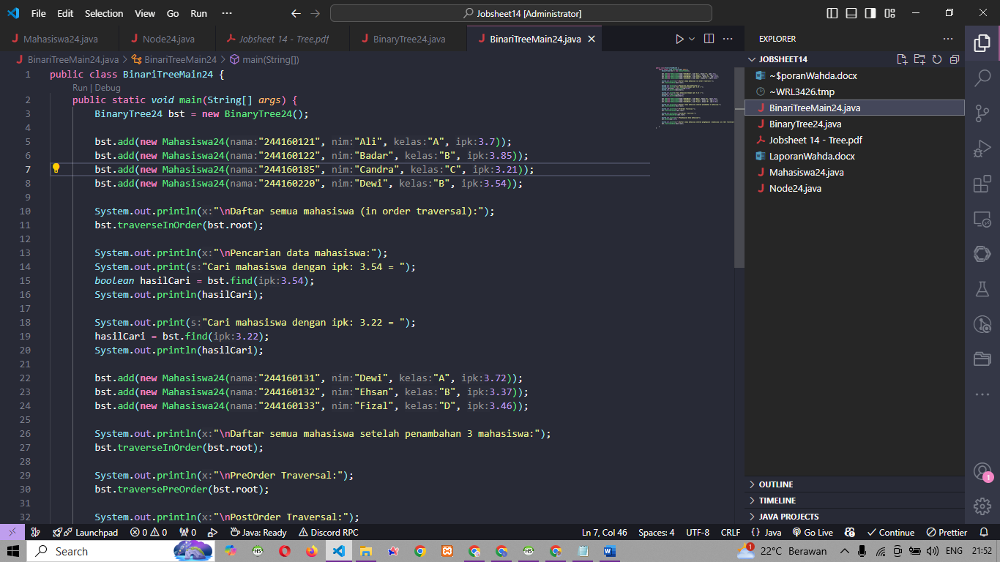 File Edit Selection View Go Run ··· Jobsheet14 [Administrator]
Mahasiswa24.java Node24.java Jobsheet 14 - Tree.pdf BinaryTree24.java BinariTreeMain24.java
BinariTreeMain24.java > BinariTreeMain24 > main(String[])
1 public class BinariTreeMain24 {
Run | Debug
2 public static void main(String[] args) {
3 BinaryTree24 bst = new BinaryTree24();
4
5 bst.add(new Mahasiswa24(nama:"244160121", nim:"Ali", kelas:"A", ipk:3.7));
6 bst.add(new Mahasiswa24(nama:"244160122", nim:"Badar", kelas:"B", ipk:3.85));
7 bst.add(new Mahasiswa24(nama:"244160185", nim:"Candra", kelas:"C", ipk:3.21));
8 bst.add(new Mahasiswa24(nama:"244160220", nim:"Dewi", kelas:"B", ipk:3.54));
9
10 System.out.println(x:"\nDaftar semua mahasiswa (in order traversal):");
11 bst.traverseInOrder(bst.root);
12
13 System.out.println(x:"\nPencarian data mahasiswa:");
14 System.out.print(s:"Cari mahasiswa dengan ipk: 3.54 = ");
15 boolean hasilCari = bst.find(ipk:3.54);
16 System.out.println(hasilCari);
17
18 System.out.print(s:"Cari mahasiswa dengan ipk: 3.22 = ");
19 hasilCari = bst.find(ipk:3.22);
20 System.out.println(hasilCari);
21
22 bst.add(new Mahasiswa24(nama:"244160131", nim:"Dewi", kelas:"A", ipk:3.72));
23 bst.add(new Mahasiswa24(nama:"244160132", nim:"Ehsan", kelas:"B", ipk:3.37));
24 bst.add(new Mahasiswa24(nama:"244160133", nim:"Fizal", kelas:"D", ipk:3.46));
25
26 System.out.println(x:"\nDaftar semua mahasiswa setelah penambahan 3 mahasiswa:");
27 bst.traverseInOrder(bst.root);
28
29 System.out.println(x:"\nPreOrder Traversal:");
30 bst.traversePreOrder(bst.root);
31
32 System.out.println(x:"\nPostOrder Traversal:");
EXPLORER
JOBSHEET14
~$poranWahda.docx
~WRL3426.tmp
BinariTreeMain24.java
BinaryTree24.java
Jobsheet 14 - Tree.pdf
LaporanWahda.docx
Mahasiswa24.java
Node24.java
OUTLINE
TIMELINE
JAVA PROJECTS
1
Launchpad 0 0 0 Java: Ready Discord RPC Ln 7, Col 46 Spaces: 4 UTF-8 CRLF {} Java Go Live Continue Prettier
Search 1 22°C Berawan ENG 21:52